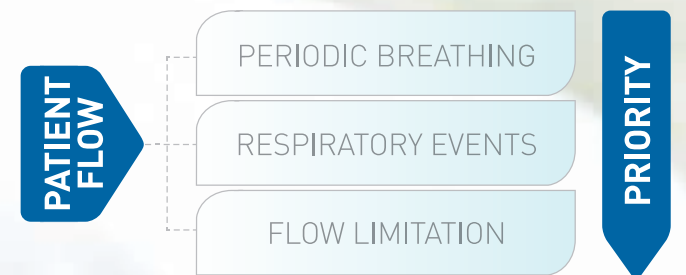 PATIENT
FLOW
PERIODIC BREATHING
RESPIRATORY EVENTS
FLOW LIMITATION
PRIORITY